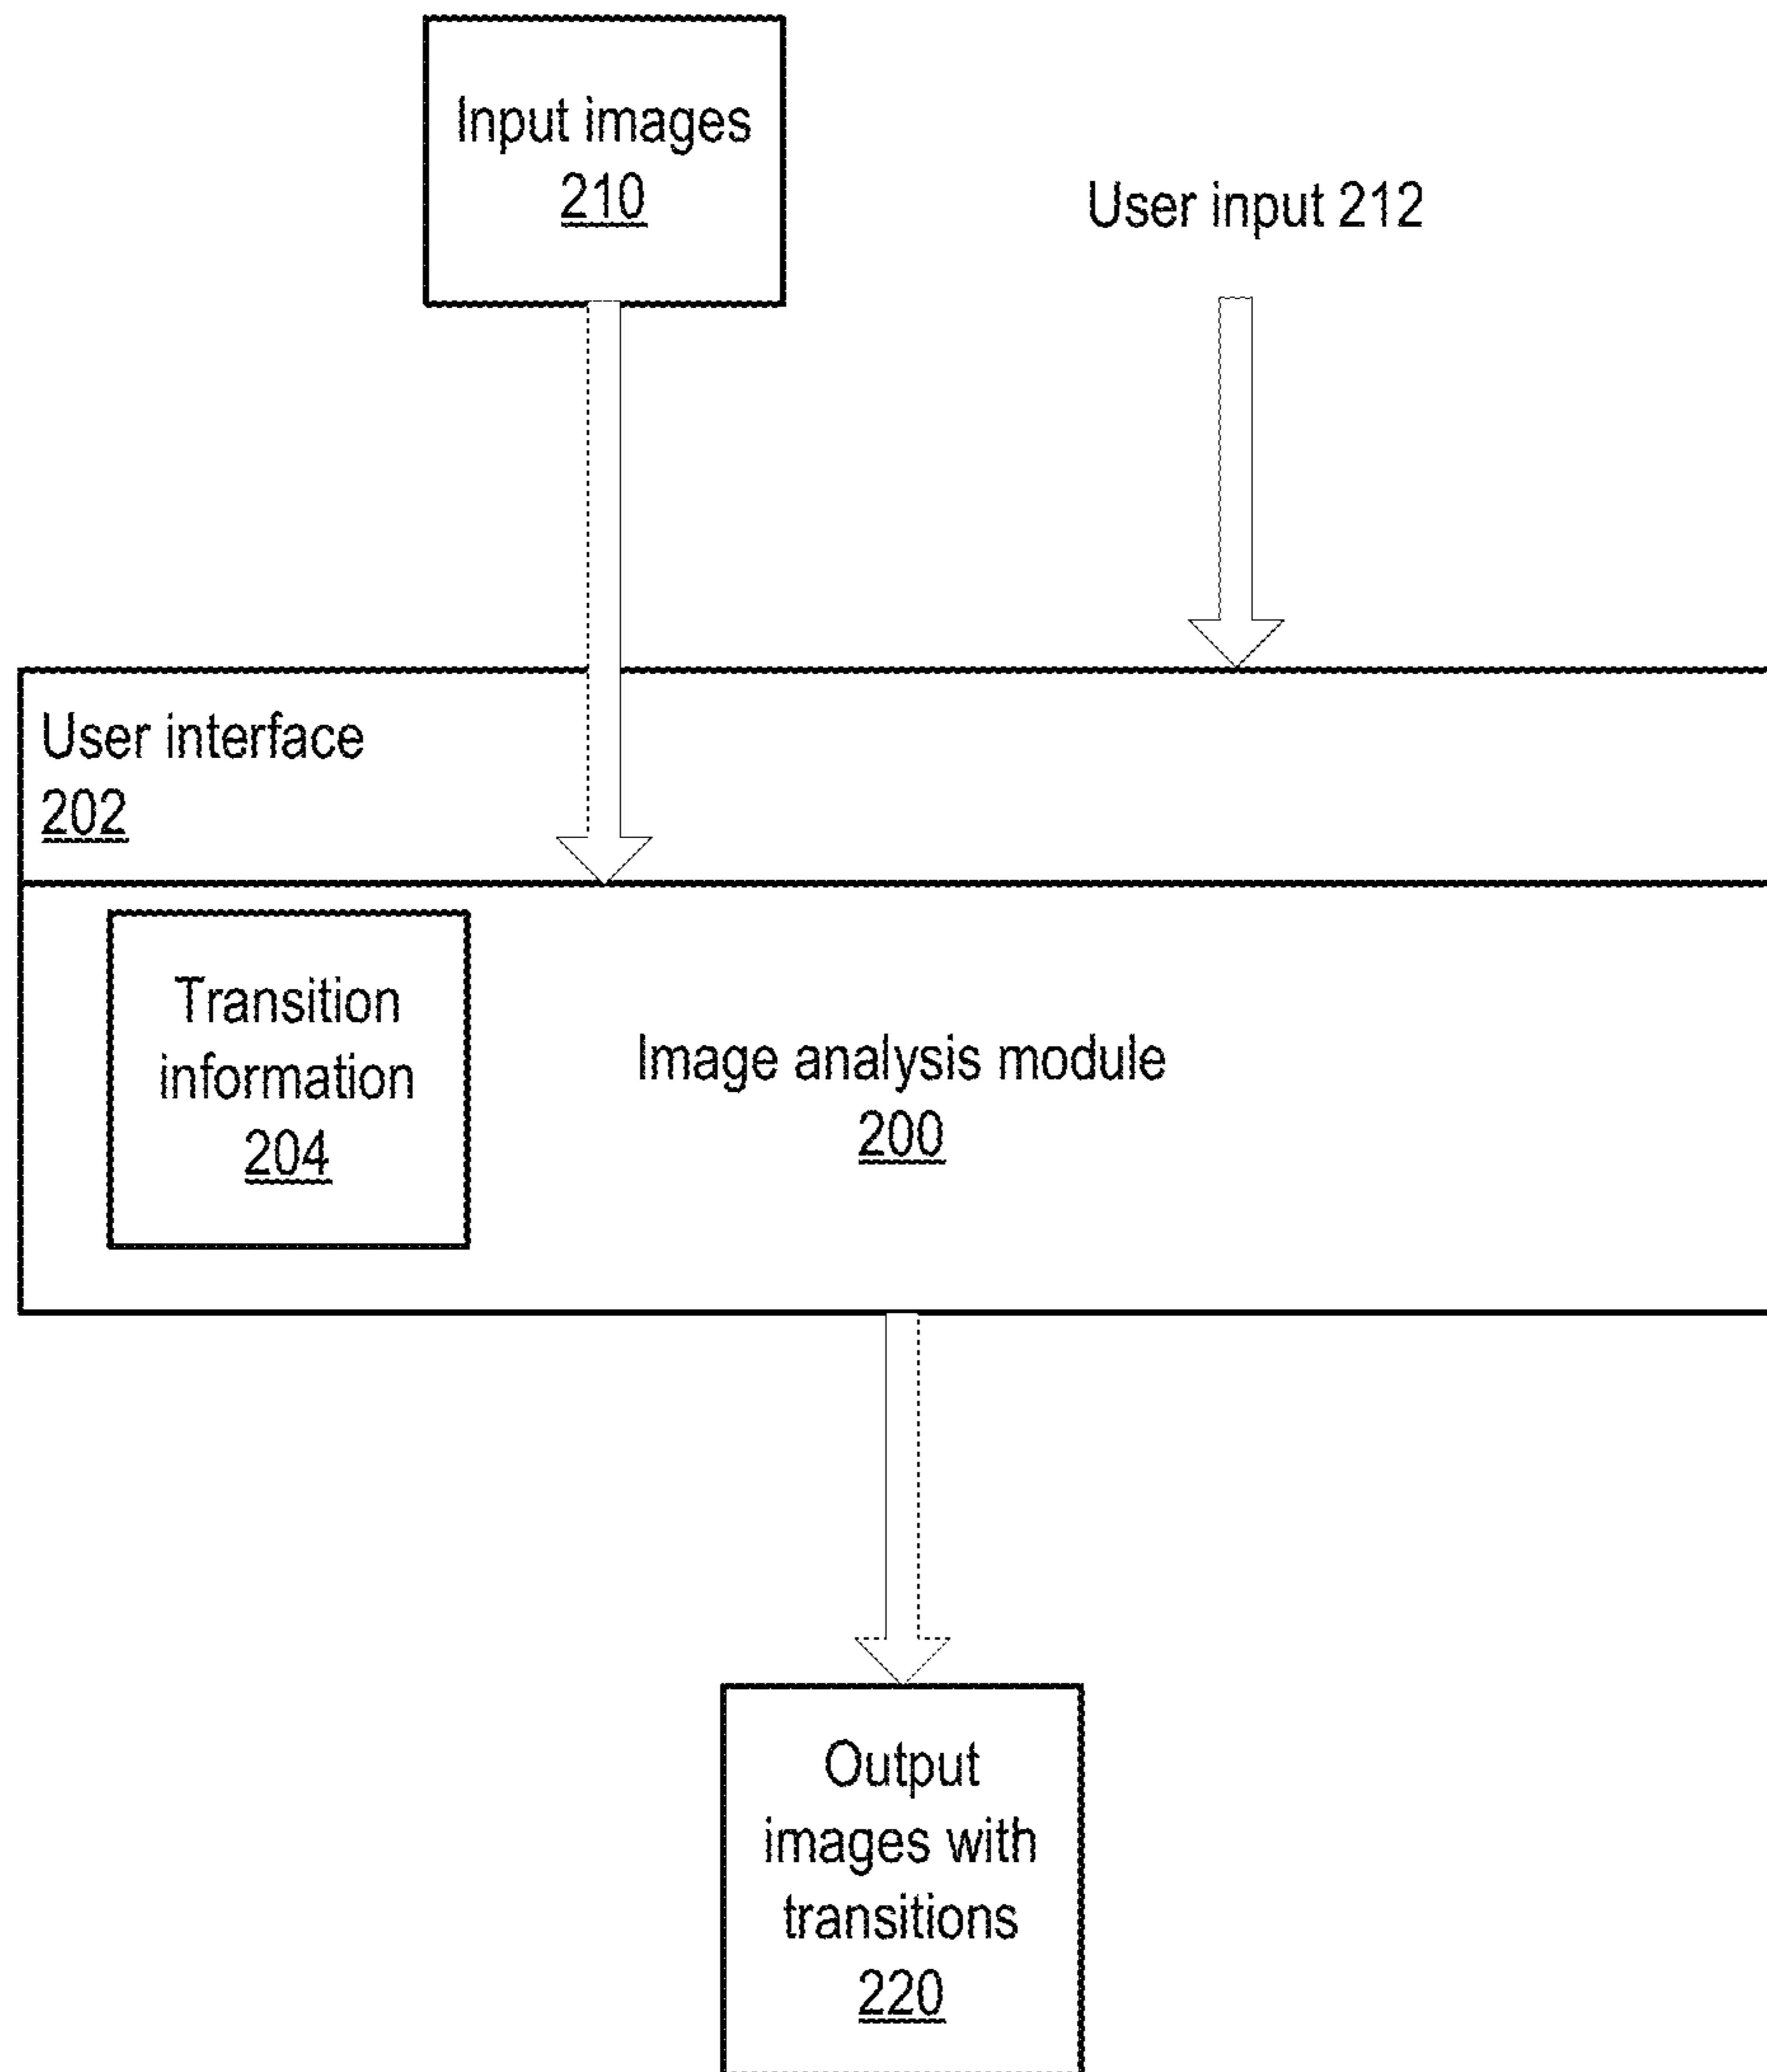 Input images
210
User input 212
User interface
202
Transition
information
204
Image analysis module
200
Output
images with
transitions
220